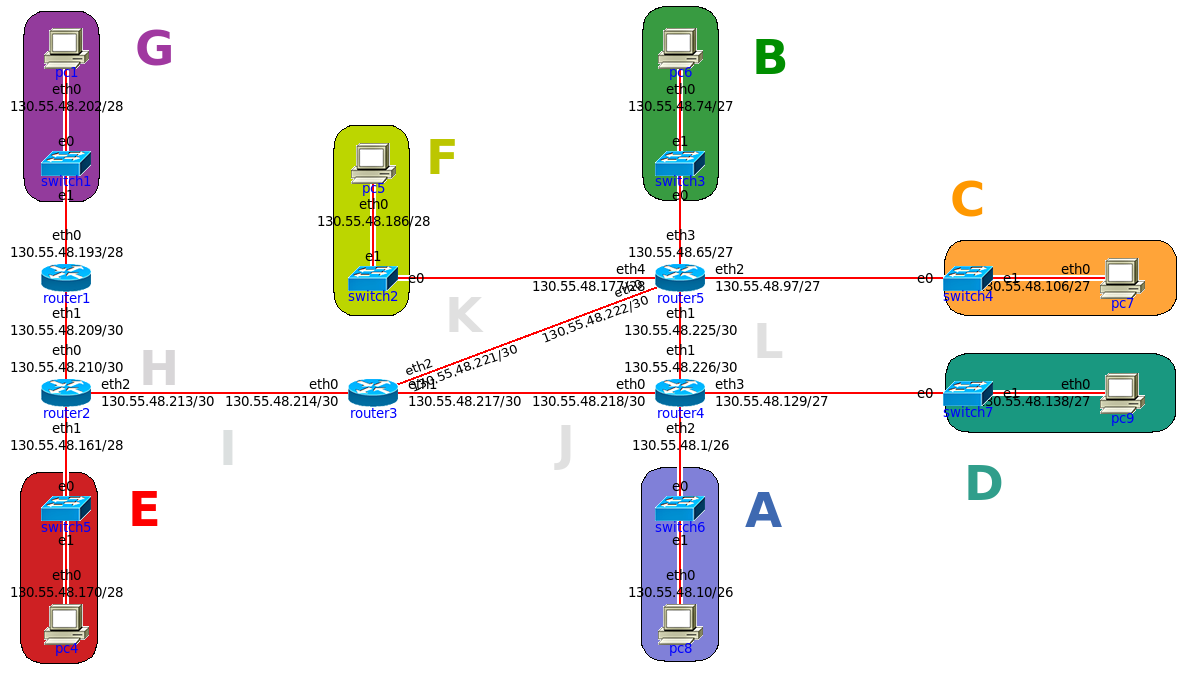 G
pc1
eth0
130.55.48.202/28
e0
switch1
e1
eth0
130.55.48.193/28
router1
eth1
130.55.48.209/30
eth0
130.55.48.210/30
router2
eth2
130.55.48.213/30
eth1
130.55.48.161/28
H
I
e0
switch5
e1
eth0
130.55.48.170/28
pc4
E
F
pc5
eth0
130.55.48.186/28
e1
switch2
e0
eth4
130.55.48.177/28
K
eth0
130.55.48.222/30
eth2
130.55.48.221/30
eth0
130.55.48.214/30
router3
eth1
130.55.48.217/30
J
B
pc6
eth0
130.55.48.74/27
e1
switch3
e0
eth3
130.55.48.65/27
router5
eth2
130.55.48.97/27
eth1
130.55.48.225/30
L
eth1
130.55.48.226/30
eth0
130.55.48.218/30
router4
eth3
130.55.48.129/27
eth2
130.55.48.1/26
e0
switch6
e1
eth0
130.55.48.10/26
pc8
A
C
e0
switch4
e1
eth0
130.55.48.106/27
pc7
e0
switch7
e1
eth0
130.55.48.138/27
pc9
D